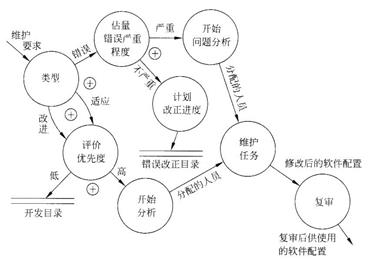 维护
要求
类型
错误
估量
错误严重
程度
严重
开始
问题分析
不严重
计划
改正进度
错误改正目录
分配的人员
适应
改进
评价
优先度
低
开发目录
高
开始
分析
分配的人员
维护
任务
修改后的软件配置
复审
复审后供使用
的软件配置